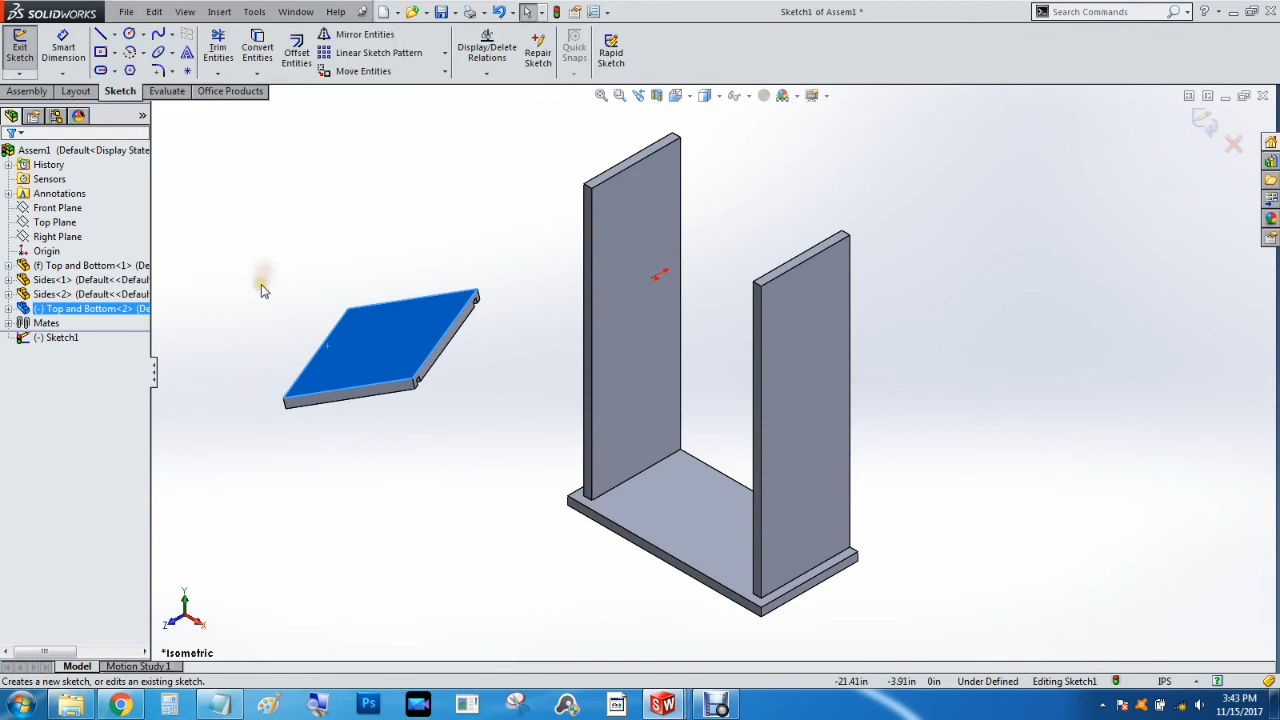 SOLIDWORKS File Edit View Insert Tools Window Help Sketch1 of Assem1 * Search Commands
Exit Sketch
Smart Dimension
Trim Entities
Convert Entities
Offset Entities
Mirror Entities
Linear Sketch Pattern
Move Entities
Display/Delete Relations
Repair Sketch
Quick Snaps
Rapid Sketch
Assembly Layout Sketch Evaluate Office Products
Assem1 (Default<Display State
History
Sensors
Annotations
Front Plane
Top Plane
Right Plane
Origin
(f) Top and Bottom<1> (De
Sides<1> (Default<<Default
Sides<2> (Default<<Default
(-) Top and Bottom<2> (De
Mates
(-) Sketch1
Y
Z X
*Isometric
Model Motion Study 1
Creates a new sketch, or edits an existing sketch. -21.41in -3.91in 0in Under Defined Editing Sketch1 IPS
Ps SW
3:43 PM
11/15/2017